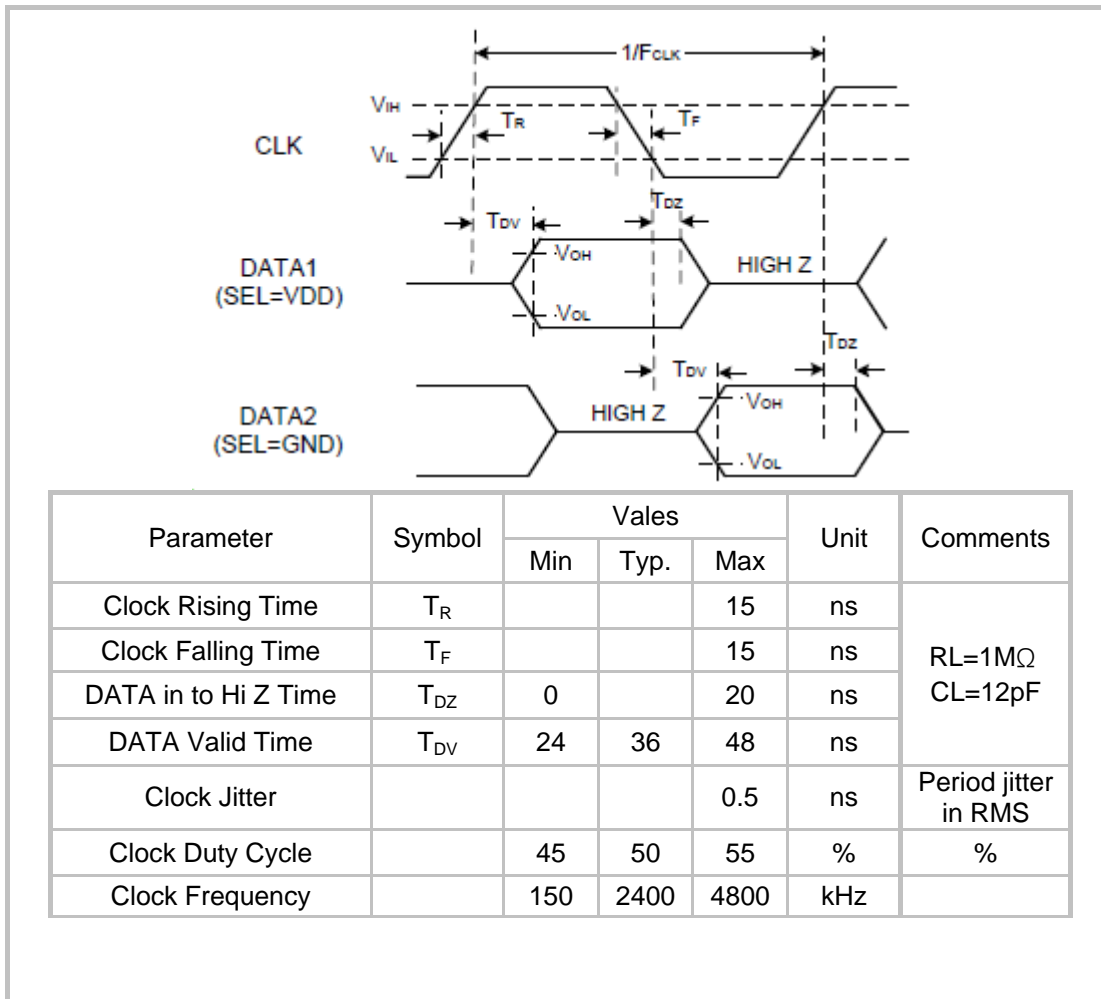 1/FCLK
VIH
TR
TF
CLK
VIL
TDZ
TDV
VOH
DATA1
(SEL=VDD)
HIGH Z
VOL
TDZ
TDV
DATA2
(SEL=GND)
HIGH Z
VOH
VOL
Parameter Symbol Vales Unit Comments
Min Typ. Max
Clock Rising Time TR 15 ns
Clock Falling Time TF 15 ns
RL=1MΩ
CL=12pF
DATA in to Hi Z Time TDZ 0 20 ns
DATA Valid Time TDV 24 36 48 ns
Clock Jitter 0.5 ns Period jitter
in RMS
Clock Duty Cycle 45 50 55 % %
Clock Frequency 150 2400 4800 kHz